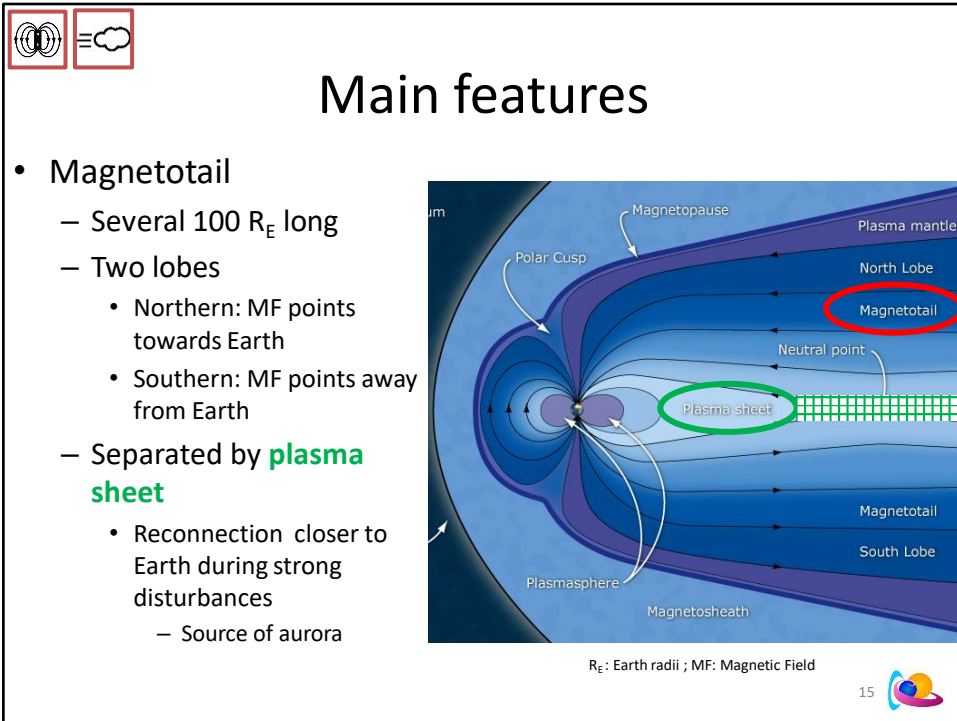 Main features
• Magnetotail
– Several 100 RE long
– Two lobes
• Northern: MF points
towards Earth
• Southern: MF points away
from Earth
– Separated by plasma
sheet
• Reconnection closer to
Earth during strong
disturbances
– Source of aurora
um
Magnetopause
Plasma mantle
Polar Cusp
North Lobe
Magnetotail
Neutral point
Plasma sheet
Magnetotail
South Lobe
Plasmasphere
Magnetosheath
RE: Earth radii ; MF: Magnetic Field
15